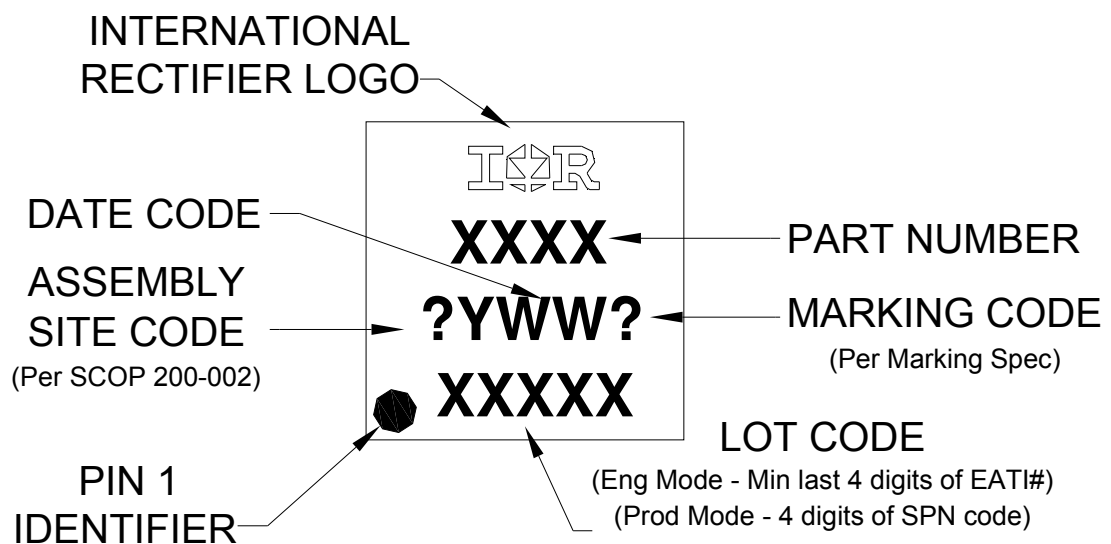 INTERNATIONAL
RECTIFIER LOGO
IOR
DATE CODE
XXXX
PART NUMBER
ASSEMBLY
SITE CODE
(Per SCOP 200-002)
?YWW?
MARKING CODE
(Per Marking Spec)
XXXXX
LOT CODE
(Eng Mode - Min last 4 digits of EATI#)
(Prod Mode - 4 digits of SPN code)
PIN 1
IDENTIFIER